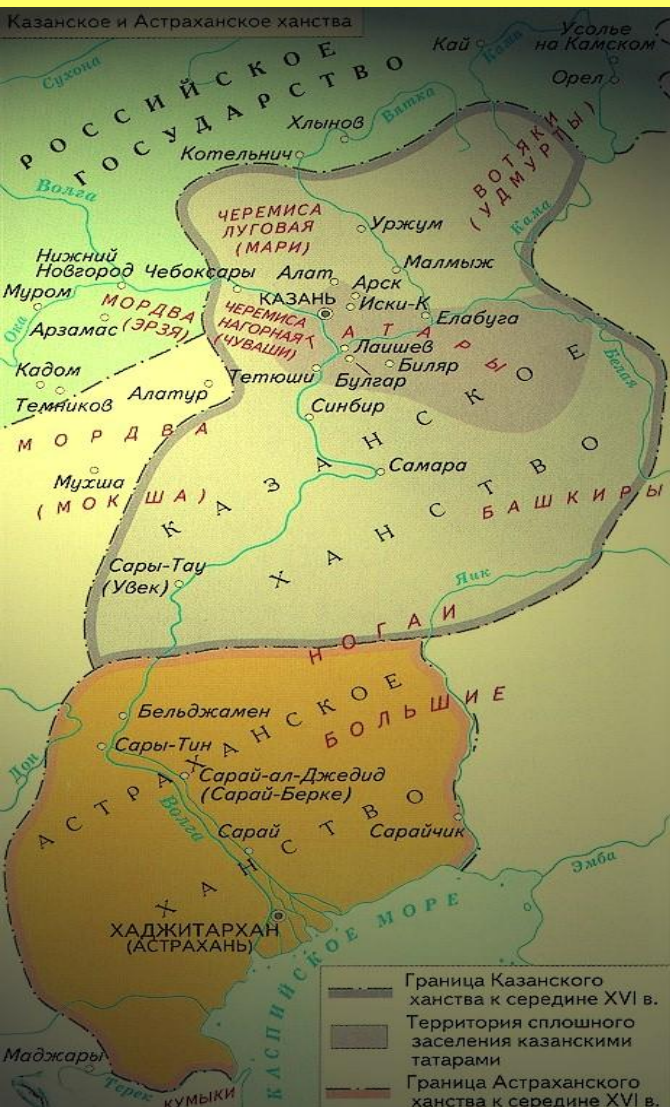 Казанское и Астраханское ханства
РОССИЙСКОЕ
ГОСУДАРСТВО
Сухона
Кай
Кама
Усолье
на Камском
Орел
Хлынов
Вятка
Котельнич
ВОТЯКИ
(УДМУРТЫ)
Волга
ЧЕРЕМИСА
ЛУГОВАЯ
(МАРИ)
Уржум
Кама
Нижний
Новгород
Чебоксары
Алат
Малмыж
Арск
Муром
МОРДВА
(ЭРЗЯ)
КАЗАНЬ
Иски-К
Ока
Арзамас
ЧЕРЕМИСА
НАГОРНАЯ
(ЧУВАШИ)
ТАТАРЫ
Елабуга
Лаишев
Белая
Кадом
Тетюши
Булгар
Биляр
Темников
Алатур
Синбир
МОРДВА
(МОКША)
Мухша
Самара
КАЗАНСКОЕ
ХАНСТВО
БАШКИРЫ
Сары-Тау
(Увек)
Яик
НОГАИ
БОЛЬШИЕ
Бельджамен
Сары-Тин
АСТРАХАНСКОЕ
ХАНСТВО
Дон
Сарай-ал-Джедид
(Сарай-Берке)
Волга
Сарай
Сарайчик
Эмба
ХАДЖИТАРХАН
(АСТРАХАНЬ)
КАСПИЙСКОЕ МОРЕ
Маджары
Терек
КУМЫКИ
Граница Казанского
ханства к середине XVI в.
Территория сплошного
заселения казанскими
татарами
Граница Астраханского
ханства к середине XVI в.